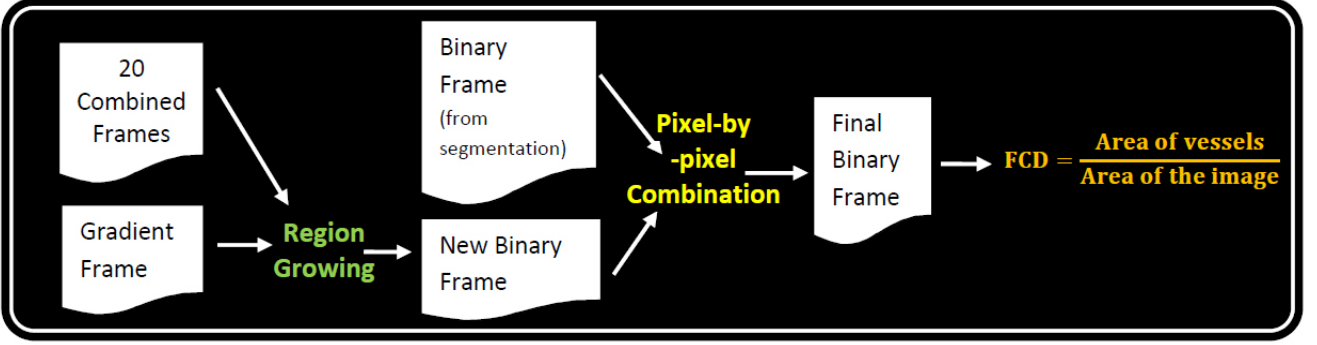 20
Combined
Frames
Gradient
Frame
Region
Growing
Binary
Frame
(from
segmentation)
New Binary
Frame
Pixel-by
-pixel
Combination
Final
Binary
Frame
FCD = Area of vessels
Area of the image